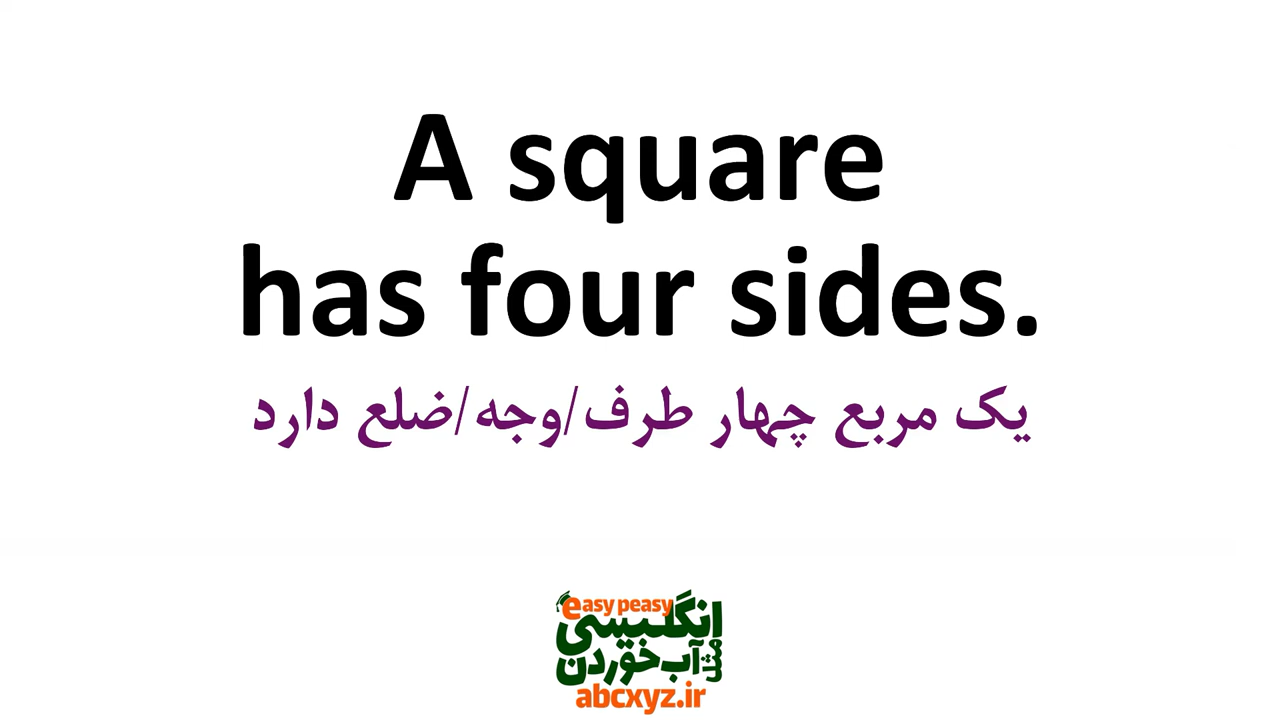 A square
has four sides.
یک مربع چهار طرف/وجه/ضلع دارد
easy peasy
انگلیسی
مثل آب خوردن
abcxyz.ir